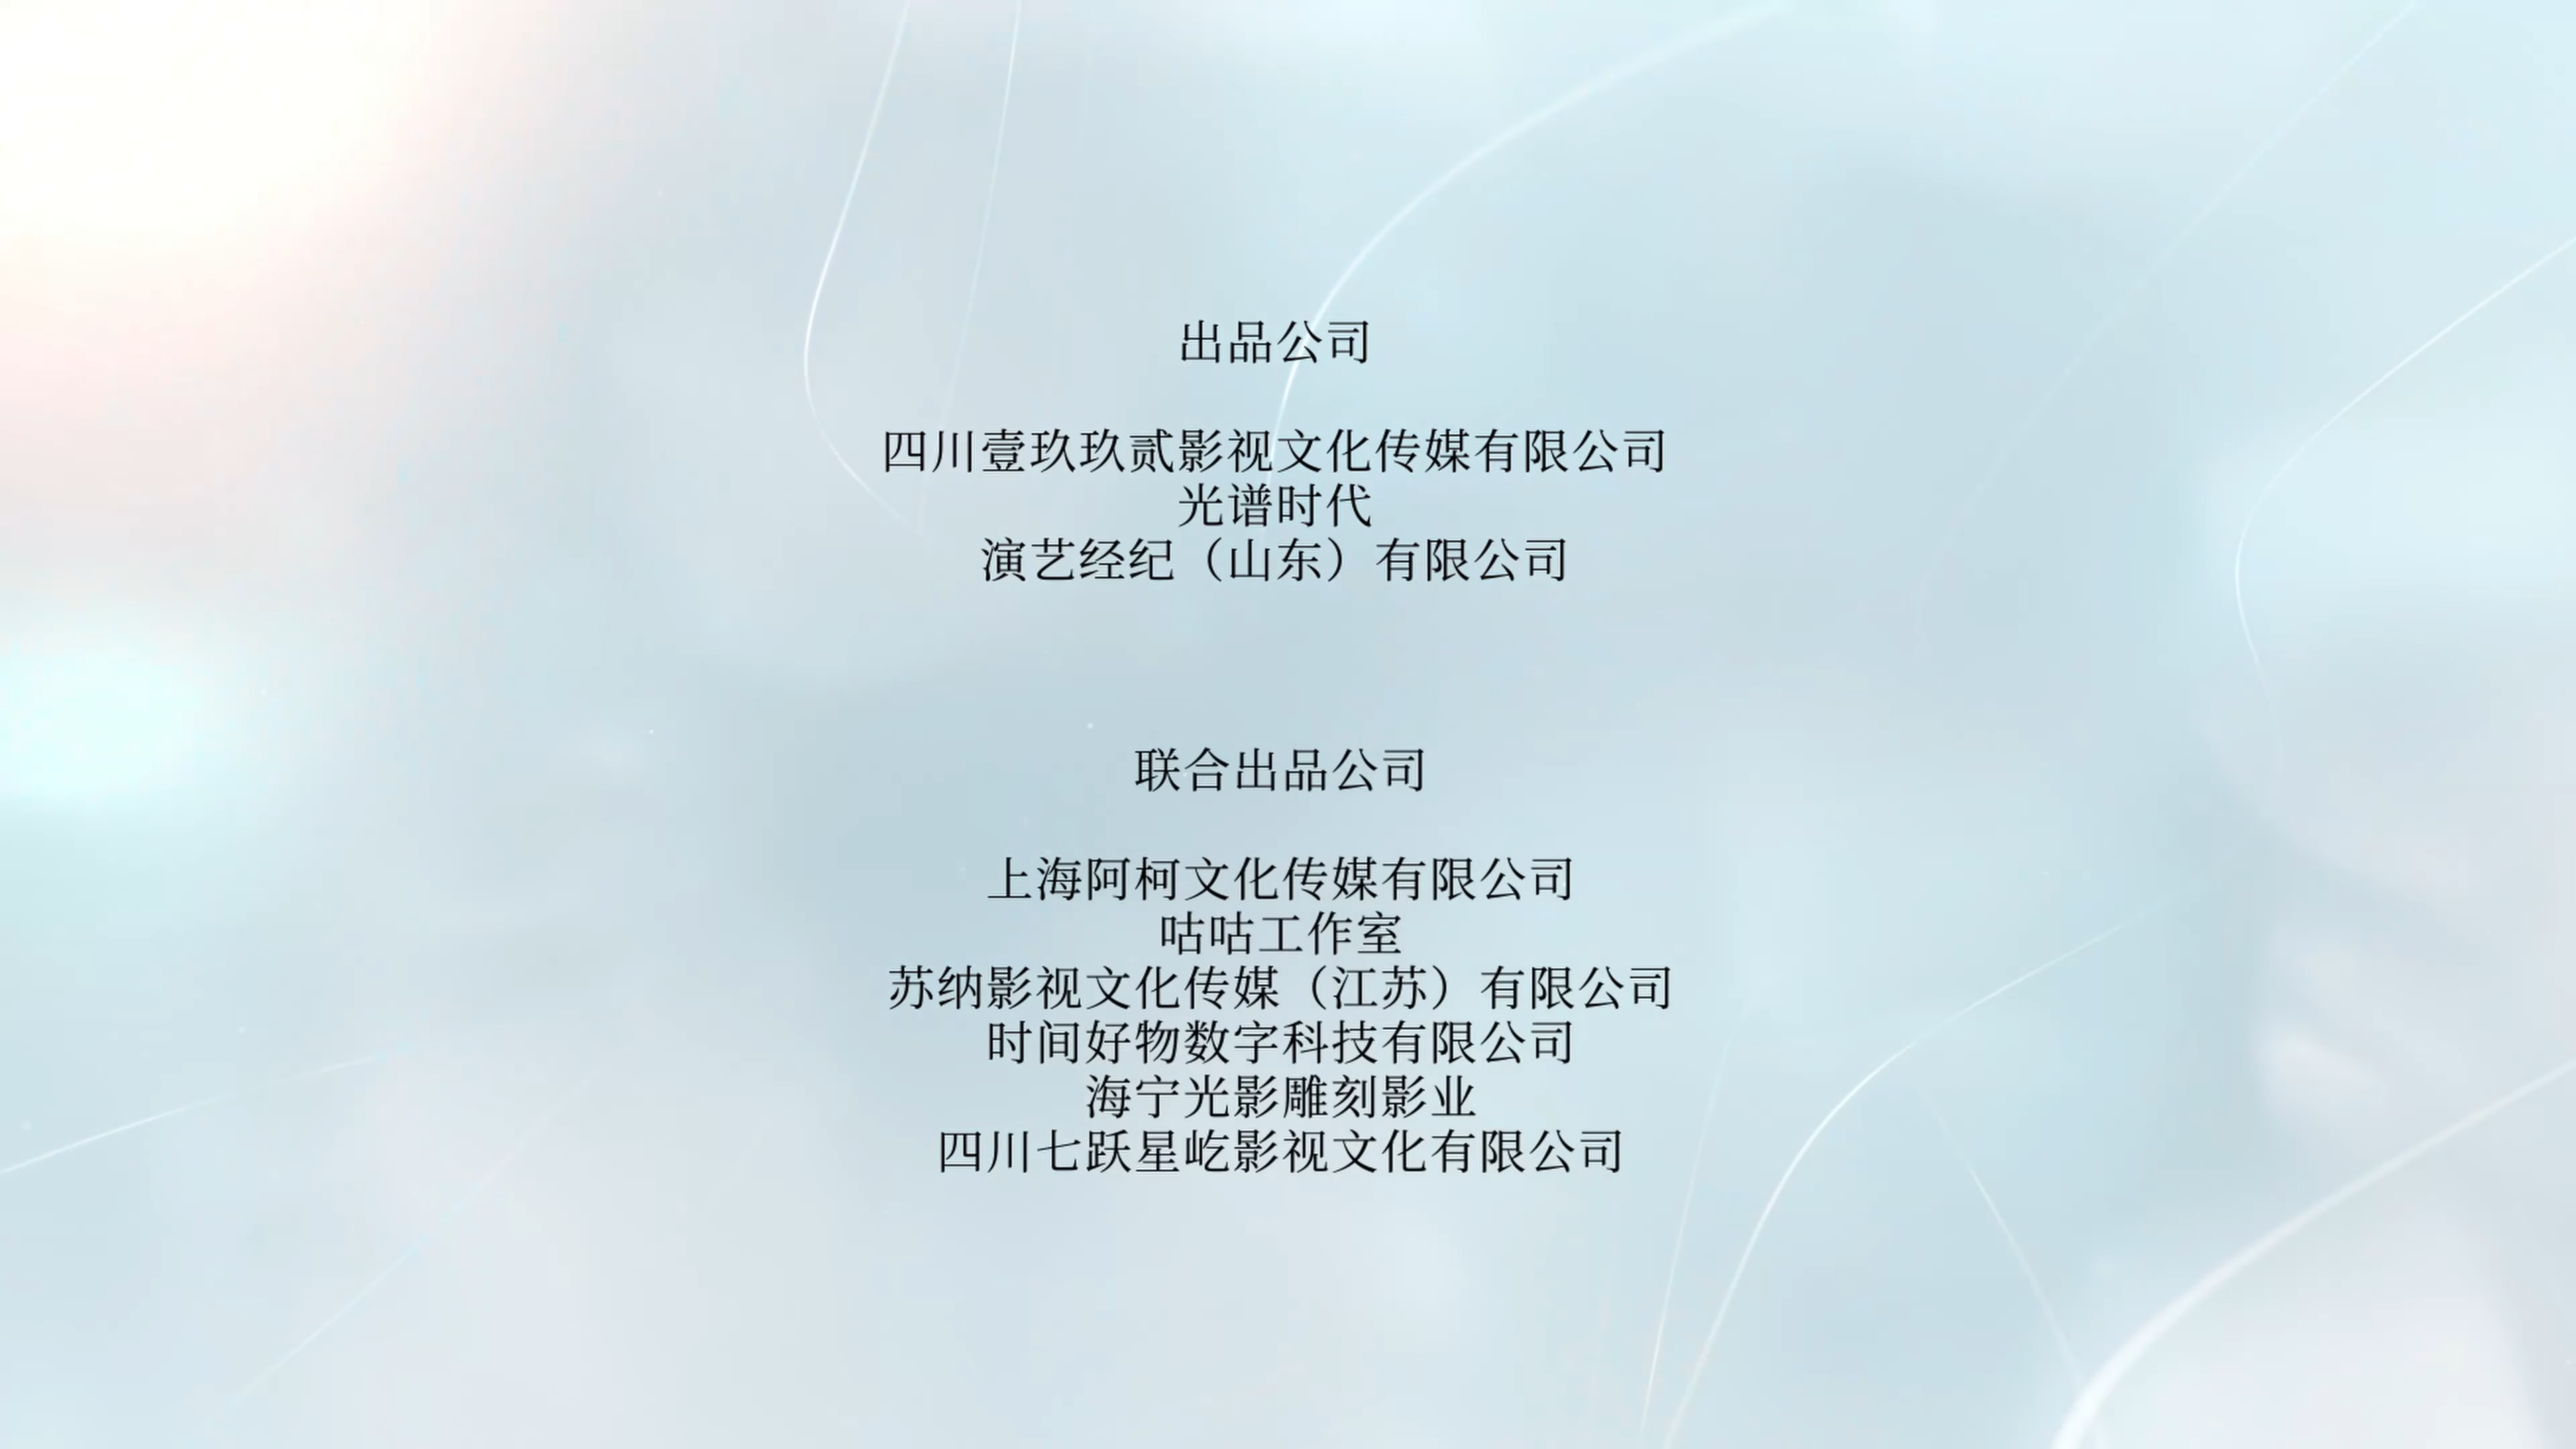 出品公司
四川壹玖玖贰影视文化传媒有限公司
光谱时代
演艺经纪（山东）有限公司
联合出品公司
上海阿柯文化传媒有限公司
咕咕工作室
苏纳影视文化传媒（江苏）有限公司
时间好物数字科技有限公司
海宁光影雕刻影业
四川七跃星屹影视文化有限公司